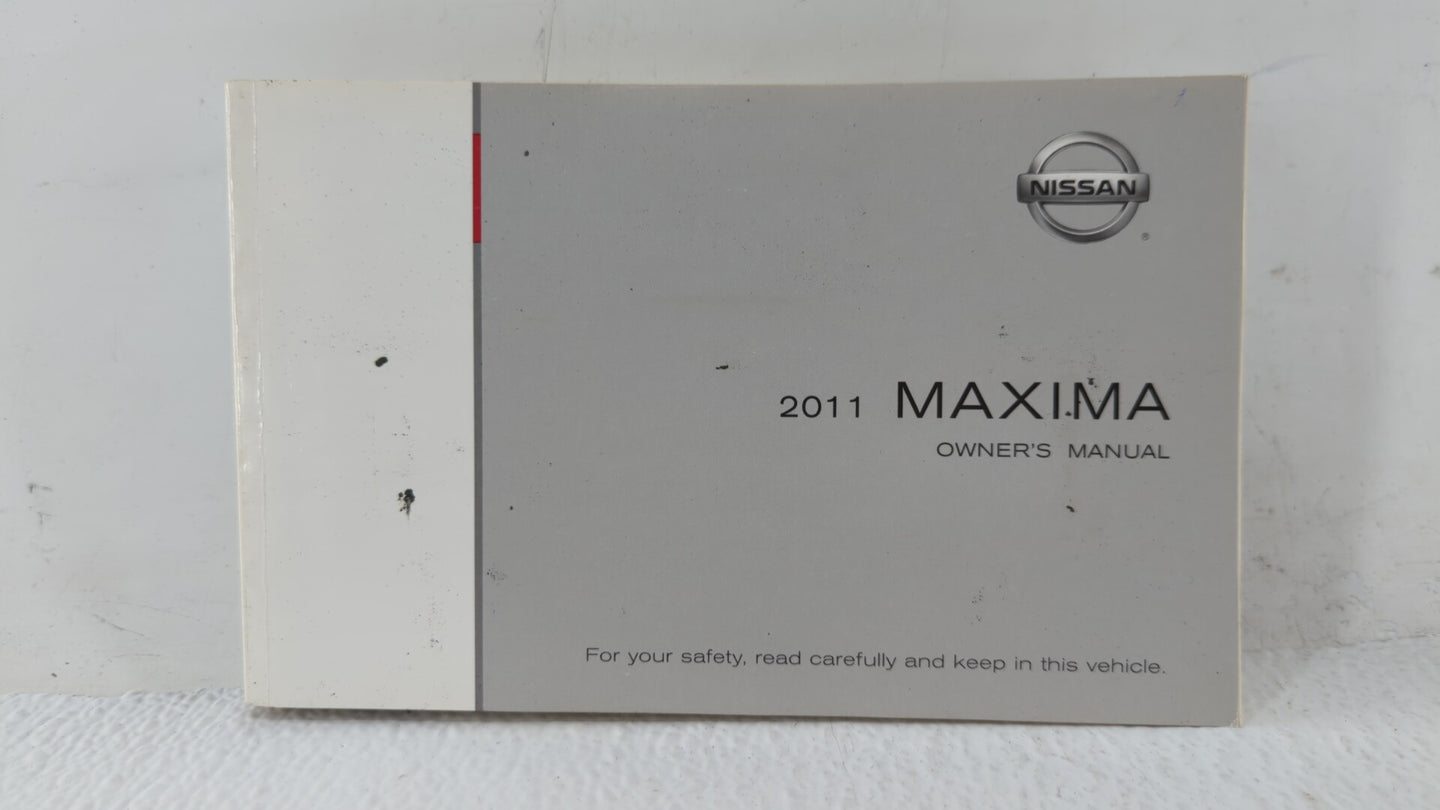 NISSAN
®
2011 MAXIMA
OWNER'S MANUAL
For your safety, read carefully and keep in this vehicle.